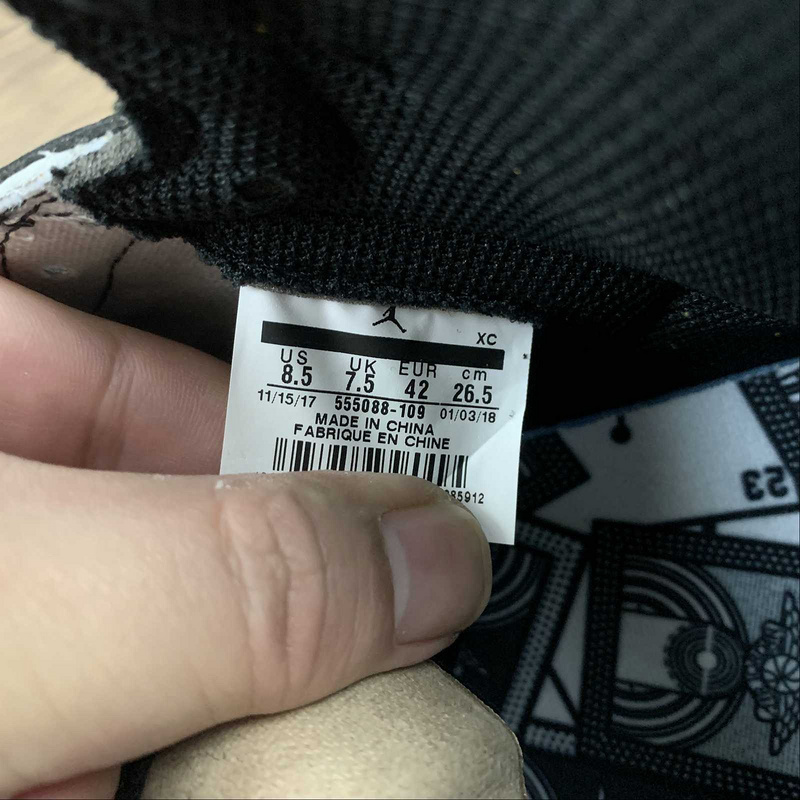 XC
US UK EUR cm
8.5 7.5 42 26.5
11/15/17 555088-109 01/03/18
MADE IN CHINA
FABRIQUE EN CHINE
85912
23